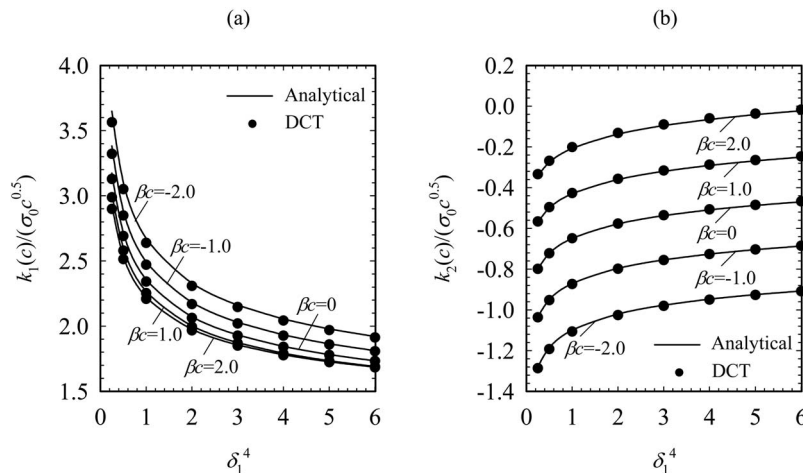 (a)
(b)
4.0
3.5
3.0
2.5
2.0
1.5
k₁(c)/(σ₀c⁰·⁵)
Analytical
DCT
βc=-2.0
βc=-1.0
βc=0
βc=1.0
βc=2.0
0 1 2 3 4 5 6
δ₁⁴
0.2
0.0
-0.2
-0.4
-0.6
-0.8
-1.0
-1.2
-1.4
k₂(c)/(σ₀c⁰·⁵)
βc=2.0
βc=1.0
βc=0
βc=-1.0
βc=-2.0
Analytical
DCT
0 1 2 3 4 5 6
δ₁⁴